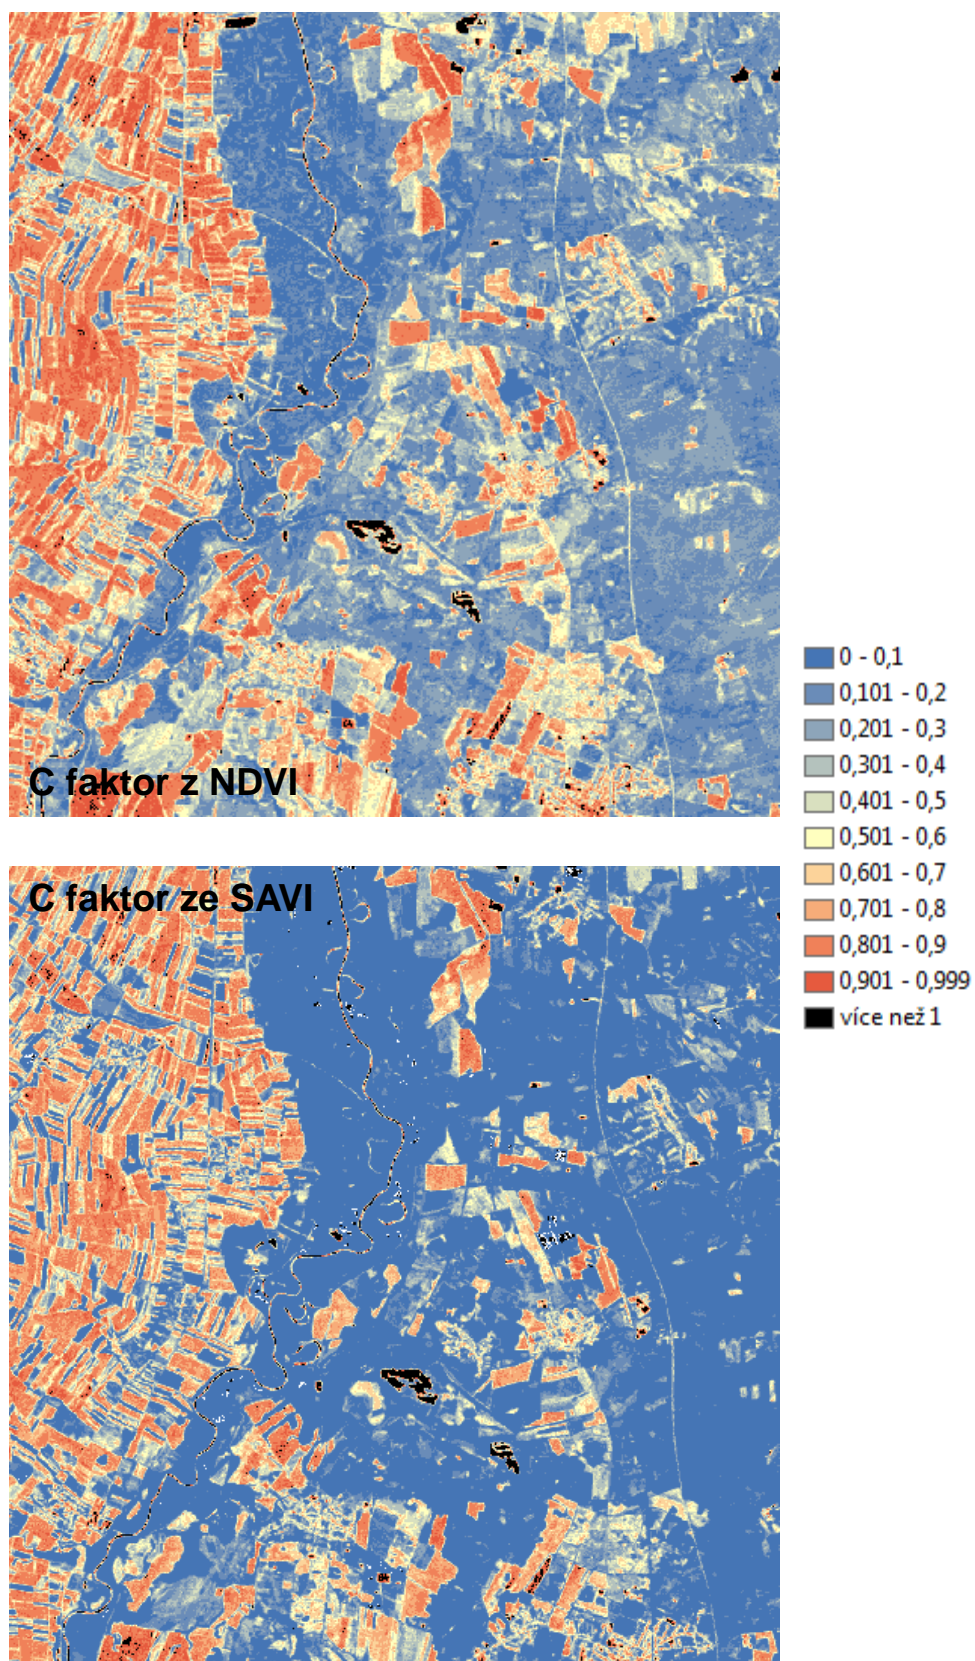 C faktor z NDVI
0 - 0,1
0,101 - 0,2
0,201 - 0,3
0,301 - 0,4
0,401 - 0,5
0,501 - 0,6
0,601 - 0,7
0,701 - 0,8
0,801 - 0,9
0,901 - 0,999
více než 1
C faktor ze SAVI